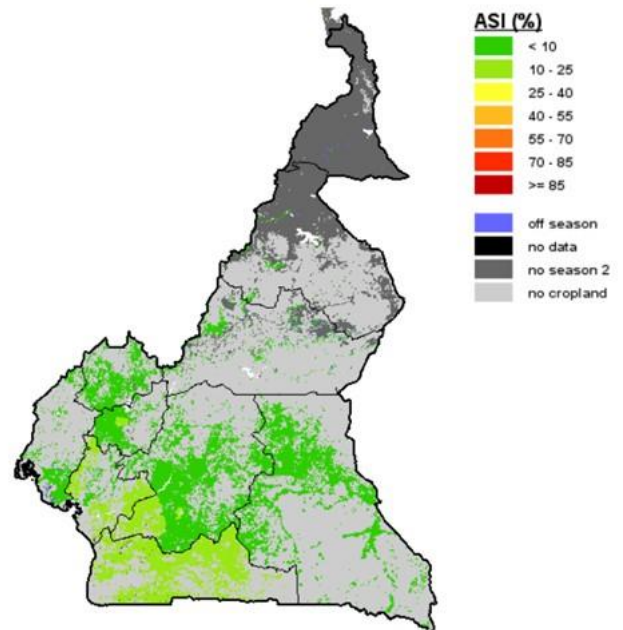 ASI (%)
< 10
10 - 25
25 - 40
40 - 55
55 - 70
70 - 85
>= 85
off season
no data
no season 2
no cropland